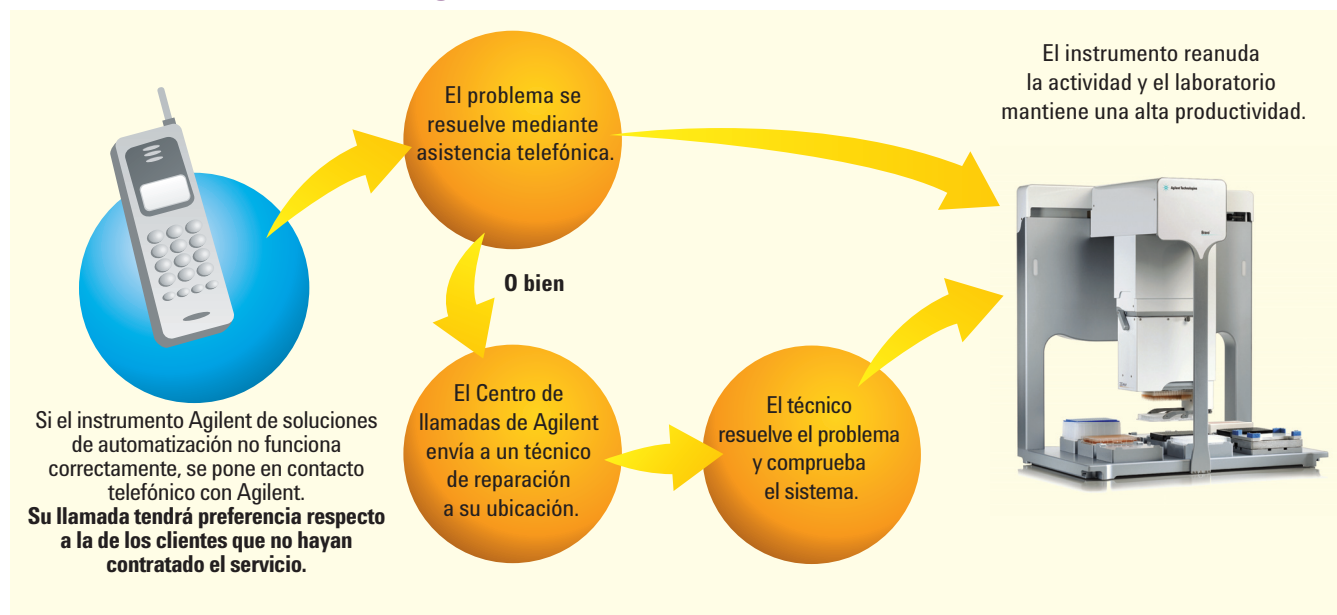 El problema se
resuelve mediante
asistencia telefónica.
El instrumento reanuda
la actividad y el laboratorio
mantiene una alta productividad.
Agilent Technologies
O bien
Si el instrumento Agilent de soluciones
de automatización no funciona
correctamente, se pone en contacto
telefónico con Agilent.
Su llamada tendrá preferencia respecto
a la de los clientes que no hayan
contratado el servicio.
El Centro de
llamadas de Agilent
envía a un técnico
de reparación
a su ubicación.
El técnico
resuelve el problema
y comprueba
el sistema.